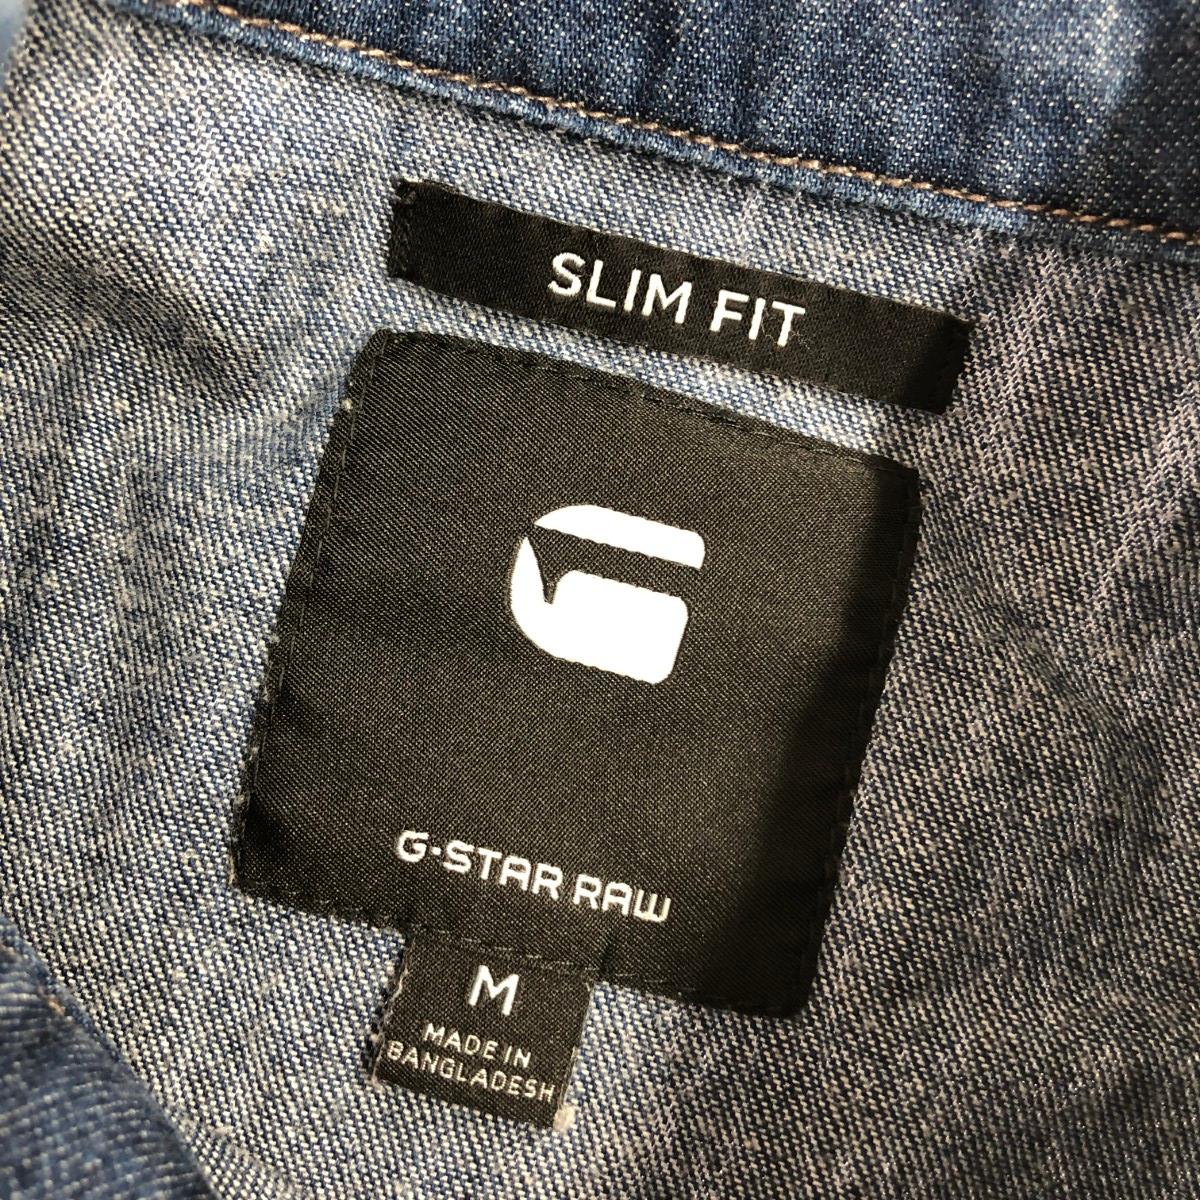 SLIM FIT
G-STAR RAW
M
MADE IN
BANGLADESH